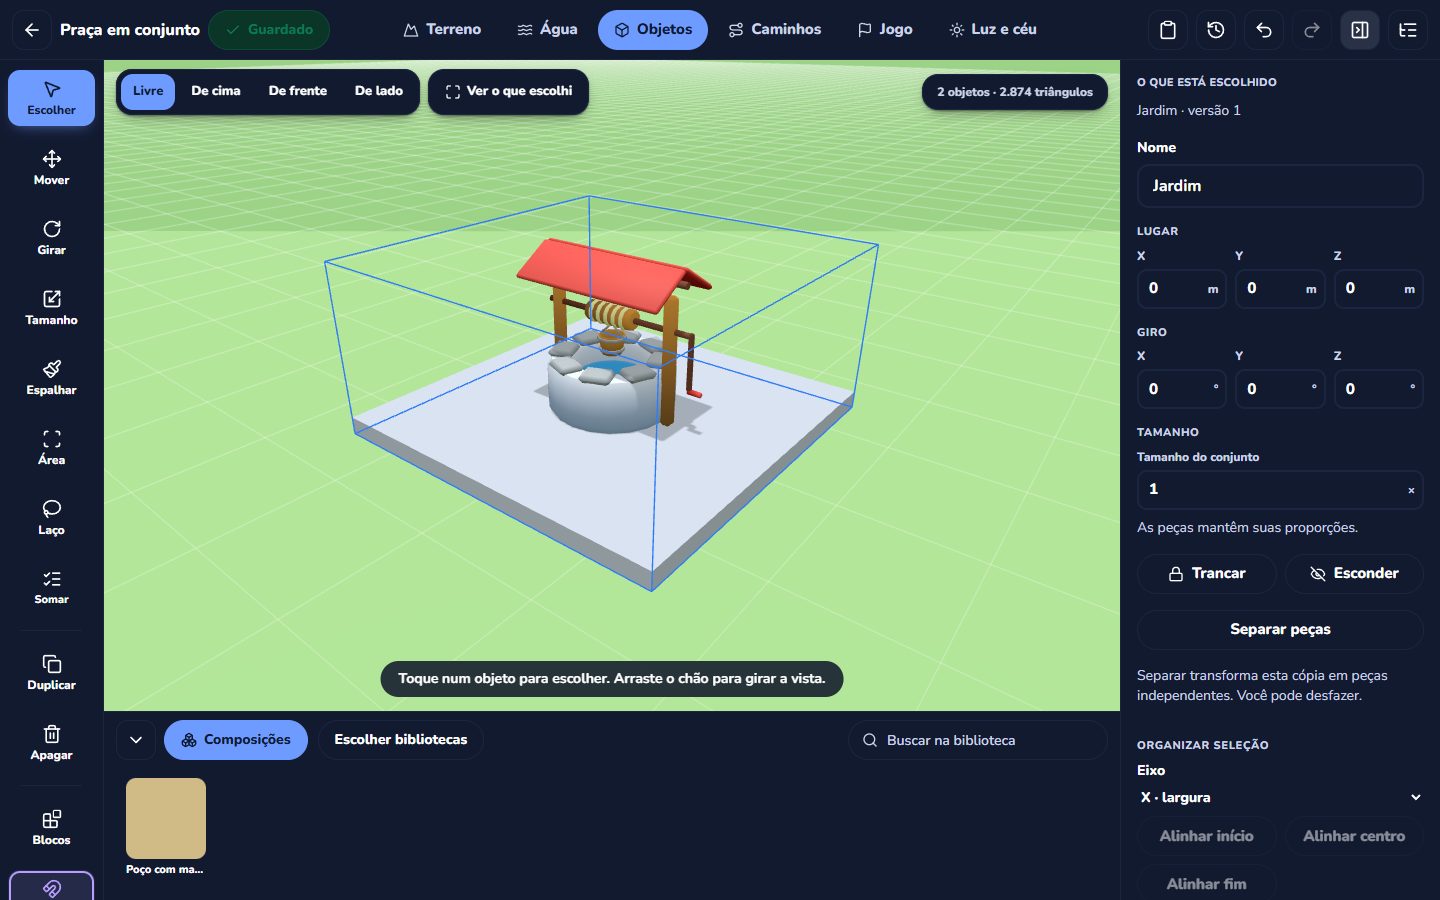 Praça em conjunto
Guardado
Terreno
Água
Objetos
Caminhos
Jogo
Luz e céu
Escolher
Mover
Girar
Tamanho
Espalhar
Área
Laço
Somar
Duplicar
Apagar
Blocos
Livre
De cima
De frente
De lado
Ver o que escolhi
2 objetos · 2.874 triângulos
Toque num objeto para escolher. Arraste o chão para girar a vista.
Composições
Escolher bibliotecas
Buscar na biblioteca
Poço com ma...
O QUE ESTÁ ESCOLHIDO
Jardim · versão 1
Nome
Jardim
LUGAR
X Y Z
0 m 0 m 0 m
GIRO
X Y Z
0 ° 0 ° 0 °
TAMANHO
Tamanho do conjunto
1 ×
As peças mantêm suas proporções.
Trancar
Esconder
Separar peças
Separar transforma esta cópia em peças
independentes. Você pode desfazer.
ORGANIZAR SELEÇÃO
Eixo
X · largura
Alinhar início
Alinhar centro
Alinhar fim